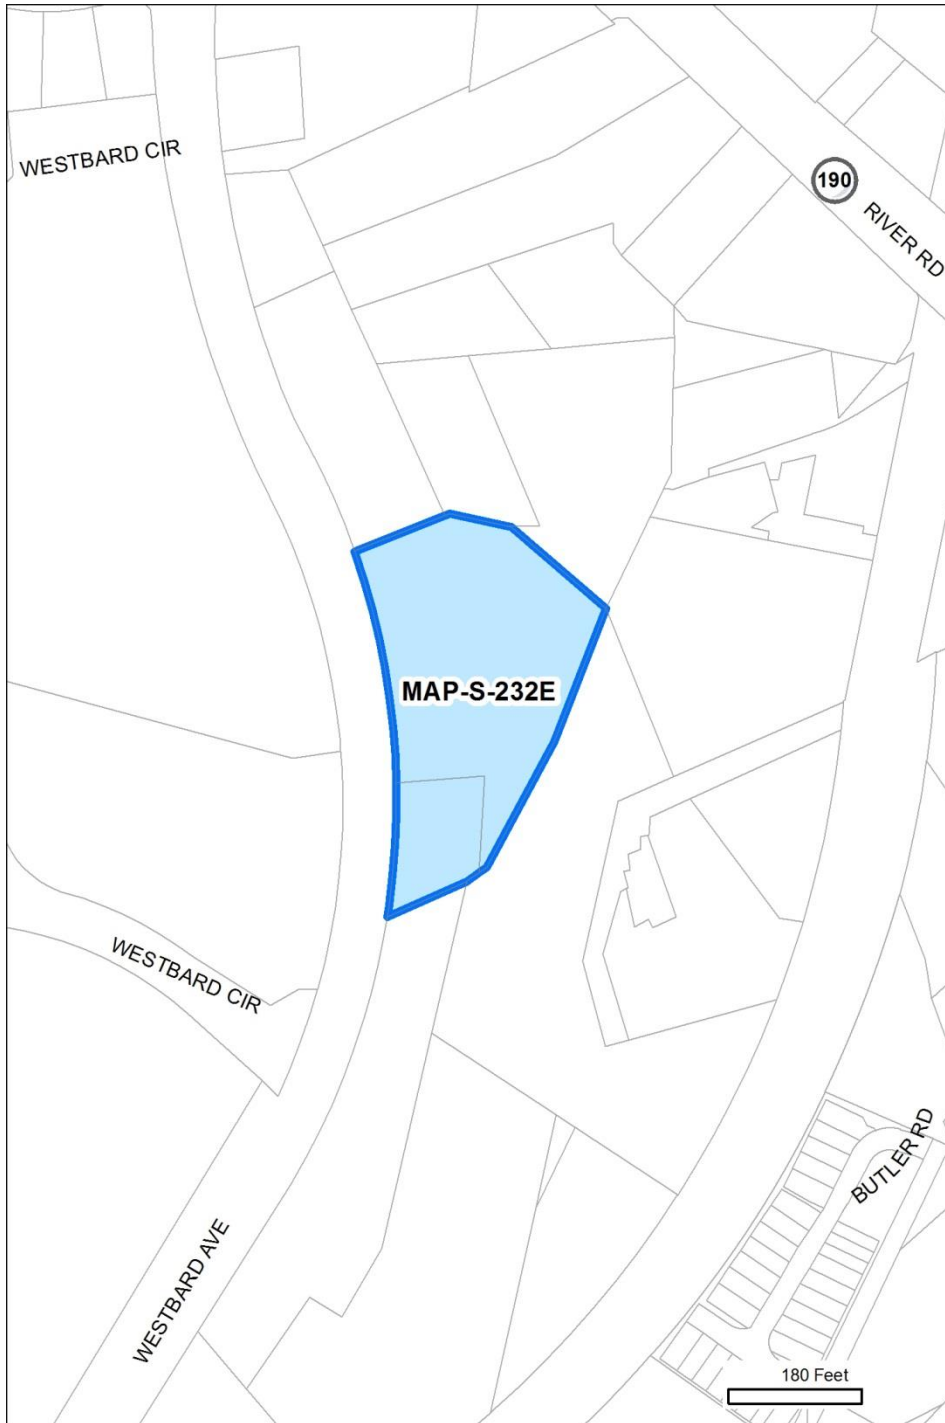 WESTBARD CIR
190
RIVER RD
MAP-S-232E
WESTBARD CIR
BUTLER RD
WESTBARD AVE
180 Feet